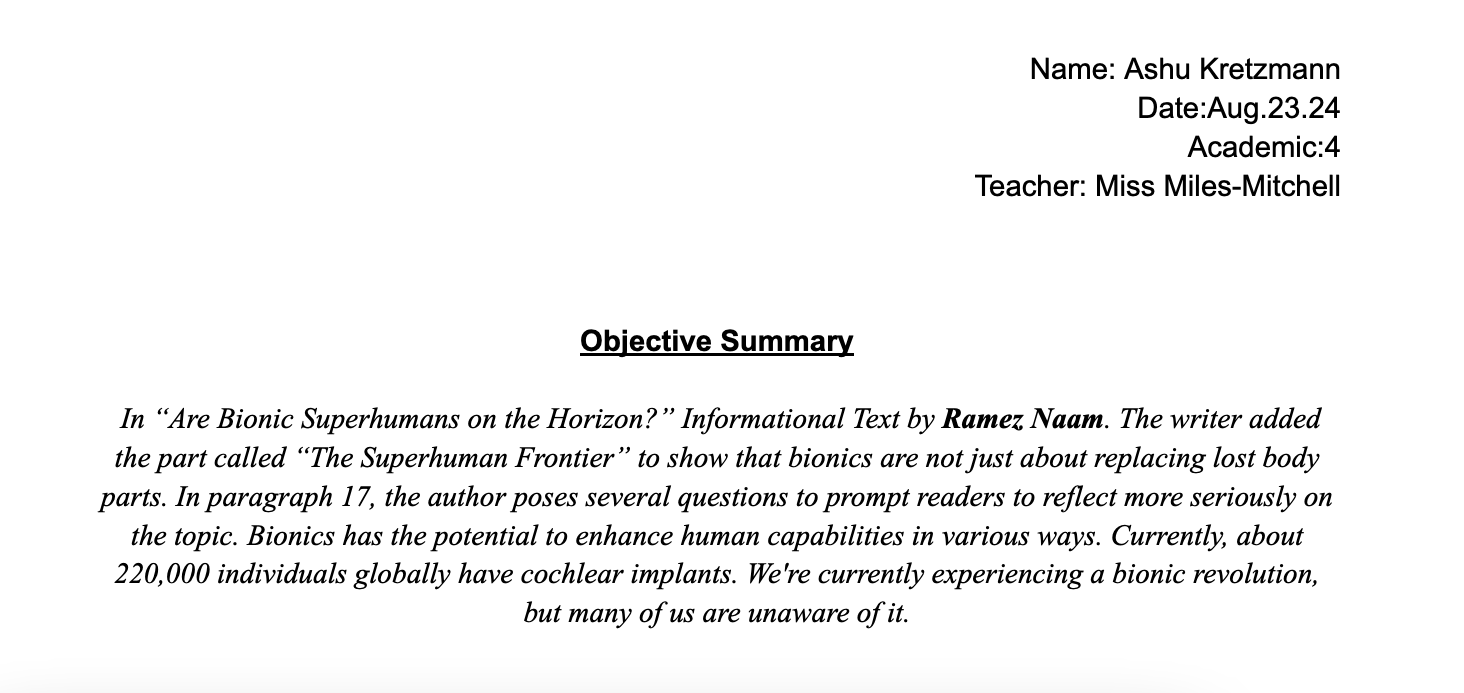 Name: Ashu Kretzmann
Date:Aug.23.24
Academic:4
Teacher: Miss Miles-Mitchell
Objective Summary
In “Are Bionic Superhumans on the Horizon?” Informational Text by Ramez Naam. The writer added
the part called “The Superhuman Frontier” to show that bionics are not just about replacing lost body
parts. In paragraph 17, the author poses several questions to prompt readers to reflect more seriously on
the topic. Bionics has the potential to enhance human capabilities in various ways. Currently, about
220,000 individuals globally have cochlear implants. We're currently experiencing a bionic revolution,
but many of us are unaware of it.